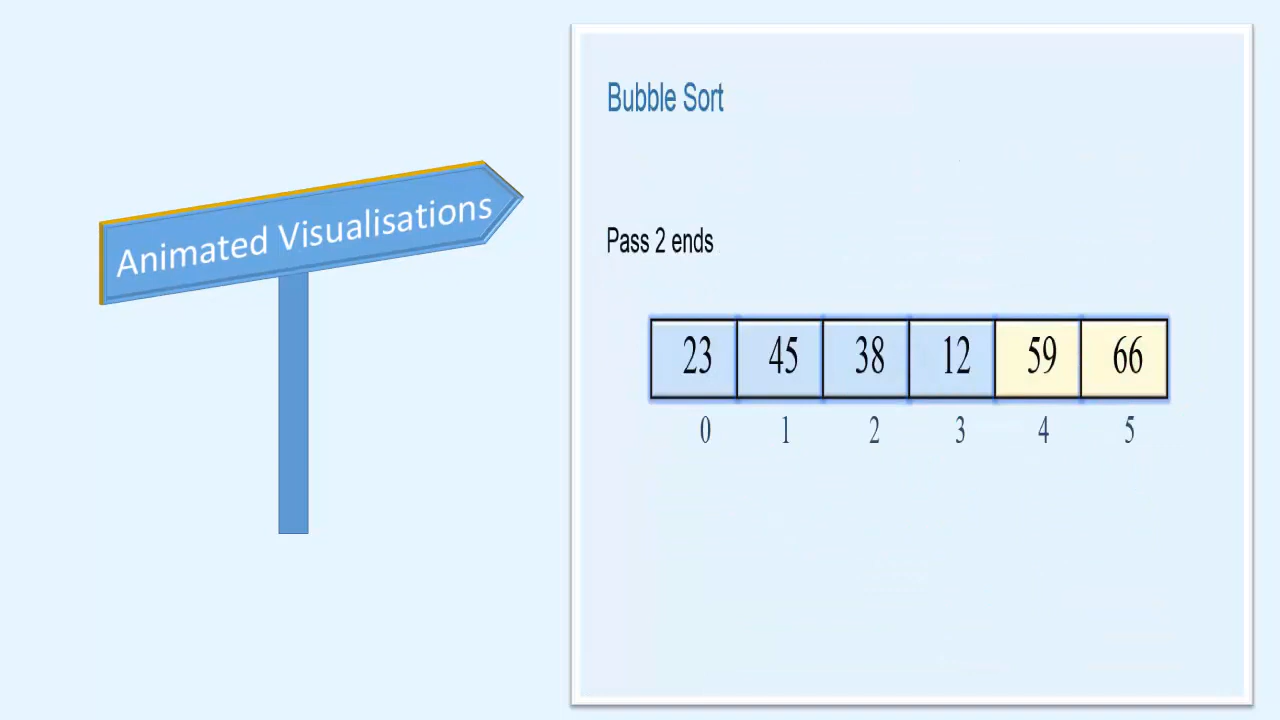 Animated Visualisations
Bubble Sort
Pass 2 ends
23 45 38 12 59 66
0 1 2 3 4 5